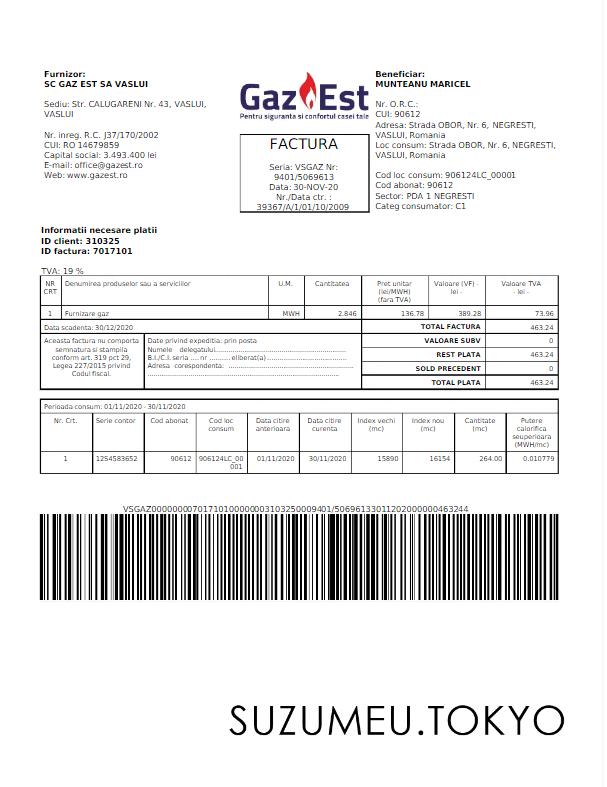 Furnizor:
SC GAZ EST SA VASLUI
Sediu: Str. CALUGARENI Nr. 43, VASLUI,
VASLUI
Nr. inreg. R.C. J37/170/2002
CUI: RO 14679859
Capital social: 3.493.400 lei
E-mail: office@gazest.ro
Web: www.gazest.ro
Gaz Est
Pentru siguranta si confortul casei tale
FACTURA
Seria: VSGAZ Nr:
9401/5069613
Data: 30-NOV-20
Nr./Data ctr. :
39367/A/1/01/10/2009
Beneficiar:
MUNTEANU MARICEL
Nr. O.R.C.:
CUI: 90612
Adresa: Strada OBOR, Nr. 6, NEGRESTI,
VASLUI, Romania
Loc consum: Strada OBOR, Nr. 6, NEGRESTI,
VASLUI, Romania
Cod loc consum: 906124LC_00001
Cod abonat: 90612
Sector: PDA 1 NEGRESTI
Categ consumator: C1
Informatii necesare platii
ID client: 310325
ID factura: 7017101
TVA: 19 %
NR CRT Denumirea produselor sau a serviciilor U.M. Cantitatea Pret unitar (lei/MWH) (fara TVA) Valoare (VF) - lei - Valoare TVA - lei -
1 Furnizare gaz MWH 2.846 136.78 389.28 73.96
Data scadenta: 30/12/2020 TOTAL FACTURA 463.24
Aceasta factura nu comporta
semnatura si stampila
conform art. 319 pct 29,
Legea 227/2015 privind
Codul fiscal.
Date privind expeditia: prin posta
Numele delegatului......................................................
B.I./C.I. seria .... nr .......... eliberat(a)...................................
Adresa corespondenta: ..................................................
................................................................................
VALOARE SUBV 0
REST PLATA 463.24
SOLD PRECEDENT 0
TOTAL PLATA 463.24
Perioada consum: 01/11/2020 - 30/11/2020
Nr. Crt. Serie contor Cod abonat Cod loc consum Data citire anterioara Data citire curenta Index vechi (mc) Index nou (mc) Cantitate (mc) Putere calorifica seuperioara (MWH/mc)
1 1254583652 90612 906124LC_00001 01/11/2020 30/11/2020 15890 16154 264.00 0.010779
SUZUMEU.TOKYO